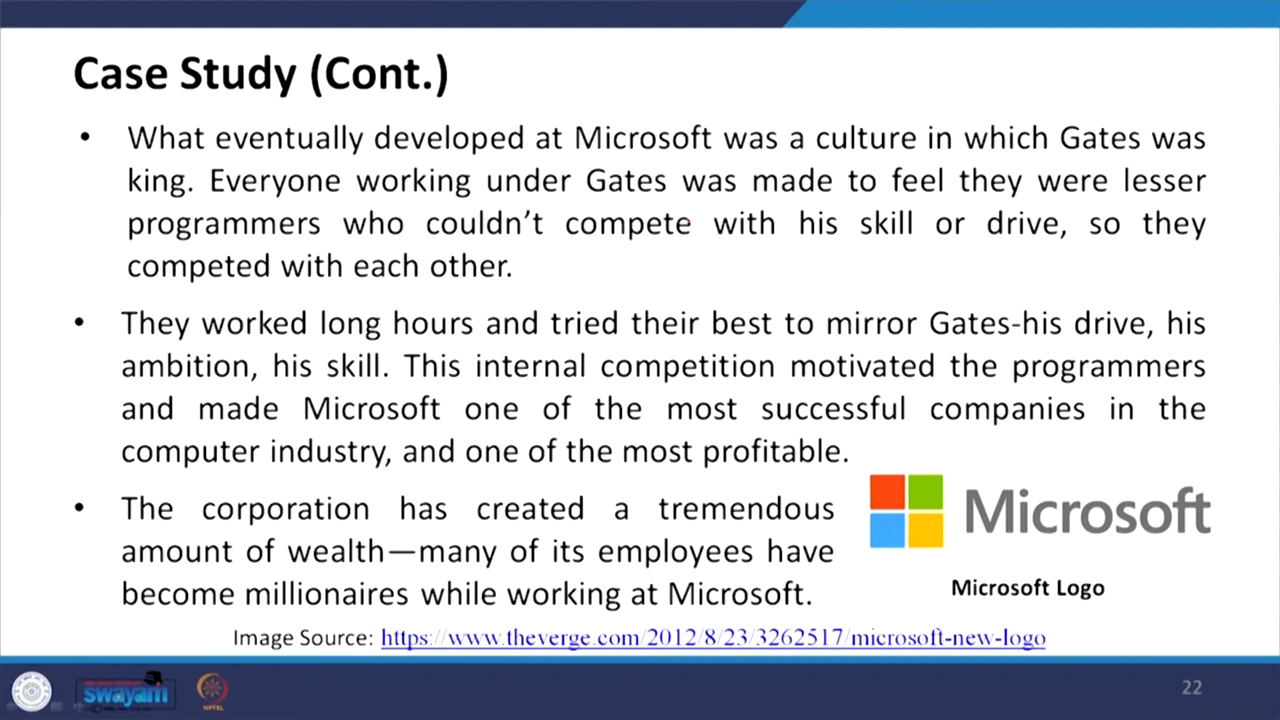 Case Study (Cont.)
• What eventually developed at Microsoft was a culture in which Gates was
king. Everyone working under Gates was made to feel they were lesser
programmers who couldn't compete with his skill or drive, so they
competed with each other.
• They worked long hours and tried their best to mirror Gates-his drive, his
ambition, his skill. This internal competition motivated the programmers
and made Microsoft one of the most successful companies in the
computer industry, and one of the most profitable.
• The corporation has created a tremendous
amount of wealth—many of its employees have
become millionaires while working at Microsoft.
Microsoft
Microsoft Logo
Image Source: https://www.theverge.com/2012/8/23/3262517/microsoft-new-logo
swayam
NPTEL
22